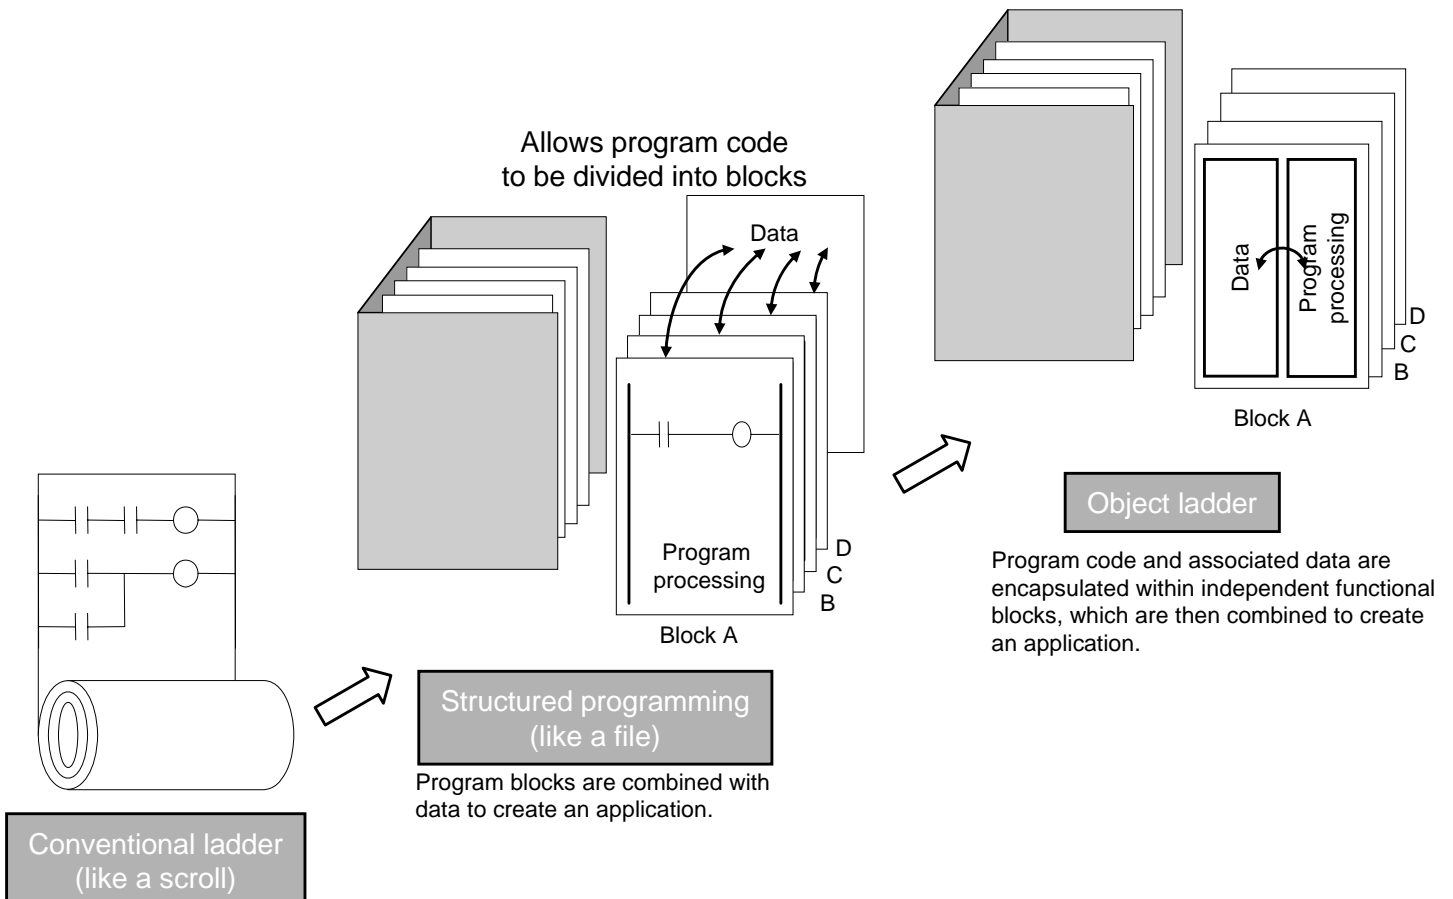 Allows program code
to be divided into blocks
Data
Program
processing
D
C
B
Block A
Data
Program
processing
D
C
B
Block A
Conventional ladder
(like a scroll)
Structured programming
(like a file)
Program blocks are combined with
data to create an application.
Object ladder
Program code and associated data are
encapsulated within independent functional
blocks, which are then combined to create
an application.